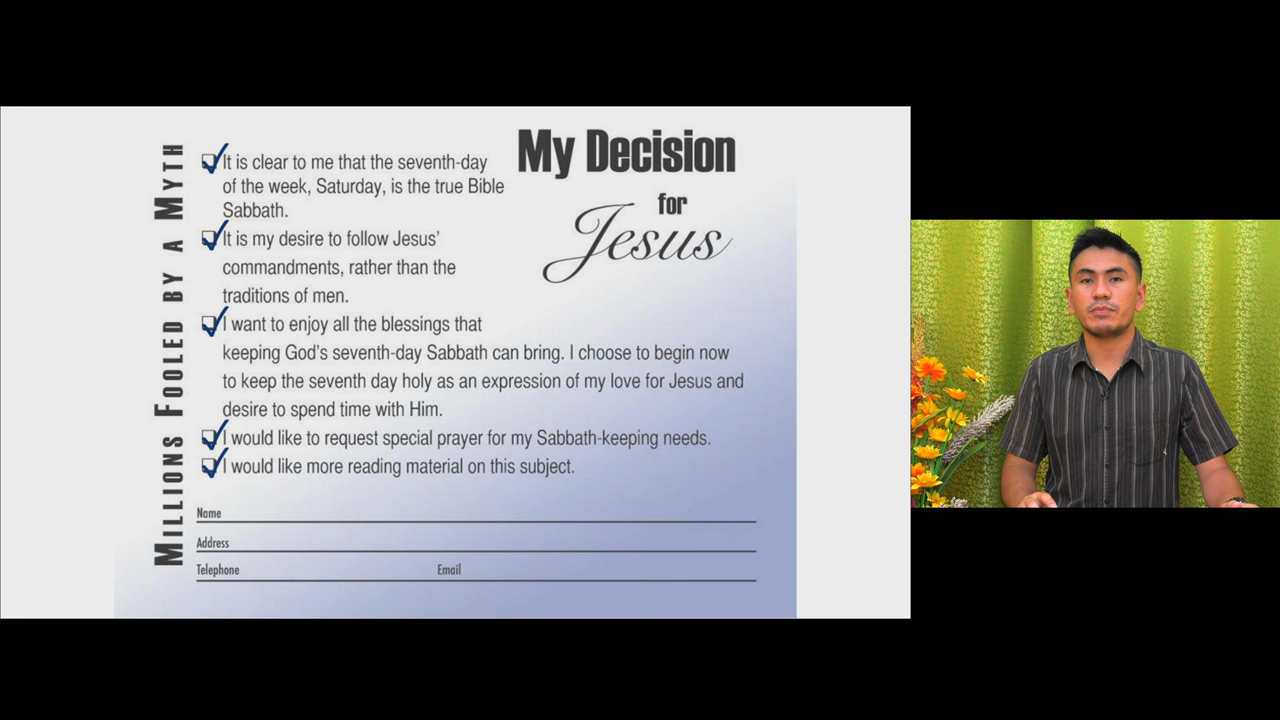 MILLIONS FOOLED BY A MYTH
My Decision
for
Jesus
It is clear to me that the seventh-day
of the week, Saturday, is the true Bible
Sabbath.
It is my desire to follow Jesus’
commandments, rather than the
traditions of men.
I want to enjoy all the blessings that
keeping God’s seventh-day Sabbath can bring. I choose to begin now
to keep the seventh day holy as an expression of my love for Jesus and
desire to spend time with Him.
I would like to request special prayer for my Sabbath-keeping needs.
I would like more reading material on this subject.
Name
Address
Telephone Email